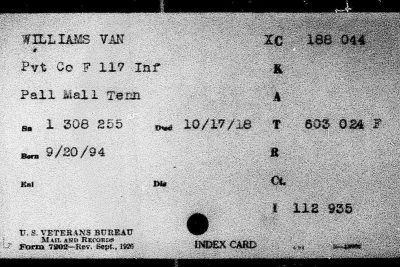 WILLIAMS VAN XC 188 044
Pvt Co F 117 Inf K
Pall Mall Tenn A
Sn 1 308 255 Died 10/17/18 T 603 024 F
Born 9/20/94 R
Enl Dis Ct.
I 112 935
U. S. VETERANS BUREAU
MAIL AND RECORDS
Form 7202—Rev. Sept., 1926 INDEX CARD